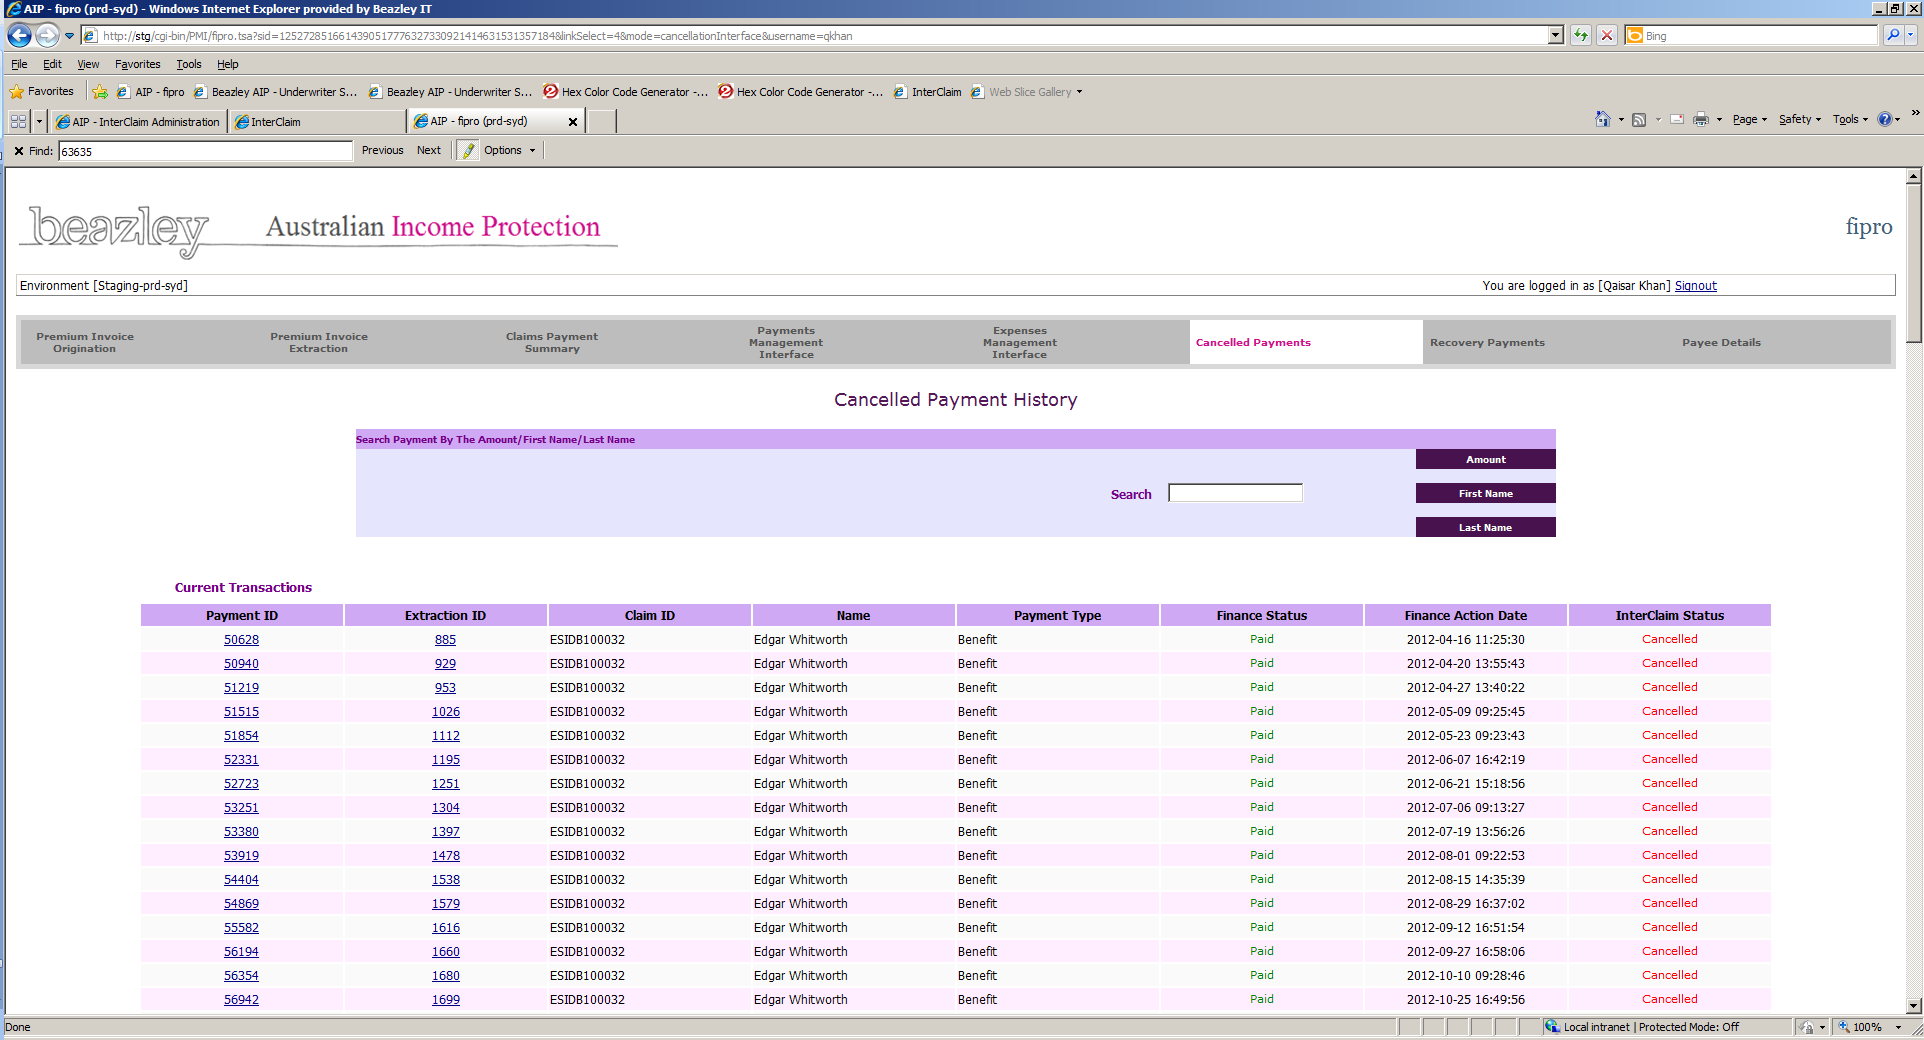 AIP - fipro (prd-syd) - Windows Internet Explorer provided by Beazley IT
http://stg/cgi-bin/PMI/fipro.tsa?sid=125272851661439051777632733092141463153135718&linkSelect=4&mode=cancellationInterface&username=qkhan
Bing
File Edit View Favorites Tools Help
Favorites AIP - fipro Beazley AIP - Underwriter S... Beazley AIP - Underwriter S... Hex Color Code Generator -... Hex Color Code Generator -... InterClaim Web Slice Gallery
AIP - InterClaim Administration InterClaim AIP - fipro (prd-syd) Page Safety Tools
Find: 63635 Previous Next Options
beazley Australian Income Protection fipro
Environment [Staging-prd-syd] You are logged in as [Qaisar Khan] Signout
Premium Invoice Origination Premium Invoice Extraction Claims Payment Summary Payments Management Interface Expenses Management Interface Cancelled Payments Recovery Payments Payee Details
Cancelled Payment History
Search Payment By The Amount/First Name/Last Name
Amount
Search First Name
Last Name
Current Transactions
Payment ID Extraction ID Claim ID Name Payment Type Finance Status Finance Action Date InterClaim Status
50628 885 ESIDB100032 Edgar Whitworth Benefit Paid 2012-04-16 11:25:30 Cancelled
50940 929 ESIDB100032 Edgar Whitworth Benefit Paid 2012-04-20 13:55:43 Cancelled
51219 953 ESIDB100032 Edgar Whitworth Benefit Paid 2012-04-27 13:40:22 Cancelled
51515 1026 ESIDB100032 Edgar Whitworth Benefit Paid 2012-05-09 09:25:45 Cancelled
51854 1112 ESIDB100032 Edgar Whitworth Benefit Paid 2012-05-23 09:23:43 Cancelled
52331 1195 ESIDB100032 Edgar Whitworth Benefit Paid 2012-06-07 16:42:19 Cancelled
52723 1251 ESIDB100032 Edgar Whitworth Benefit Paid 2012-06-21 15:18:56 Cancelled
53251 1304 ESIDB100032 Edgar Whitworth Benefit Paid 2012-07-06 09:13:27 Cancelled
53380 1397 ESIDB100032 Edgar Whitworth Benefit Paid 2012-07-19 13:56:26 Cancelled
53919 1478 ESIDB100032 Edgar Whitworth Benefit Paid 2012-08-01 09:22:53 Cancelled
54404 1538 ESIDB100032 Edgar Whitworth Benefit Paid 2012-08-15 14:35:39 Cancelled
54869 1579 ESIDB100032 Edgar Whitworth Benefit Paid 2012-08-29 16:37:02 Cancelled
55582 1616 ESIDB100032 Edgar Whitworth Benefit Paid 2012-09-12 16:51:54 Cancelled
56194 1660 ESIDB100032 Edgar Whitworth Benefit Paid 2012-09-27 16:58:06 Cancelled
56354 1680 ESIDB100032 Edgar Whitworth Benefit Paid 2012-10-10 09:28:46 Cancelled
56942 1699 ESIDB100032 Edgar Whitworth Benefit Paid 2012-10-25 16:49:56 Cancelled
Done Local intranet | Protected Mode: Off 100%